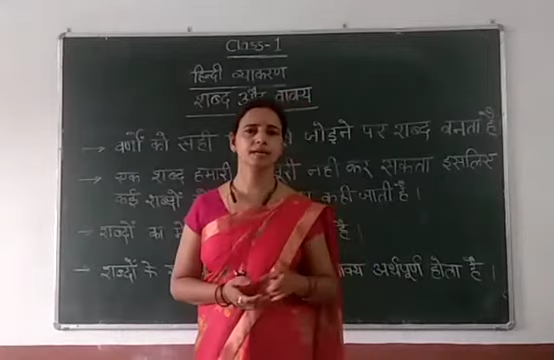 Class-1
हिन्दी व्याकरण
शब्द और वाक्य
→ वर्णों को सही जोड़ने पर शब्द बनता है
→ एक शब्द हमारी पूरी नही कर सकता इसलिए
कई शब्दों कही जाती है ।
→ शब्दों का मे है ।
→ शब्दों के वाक्य अर्थपूर्ण होता है ।